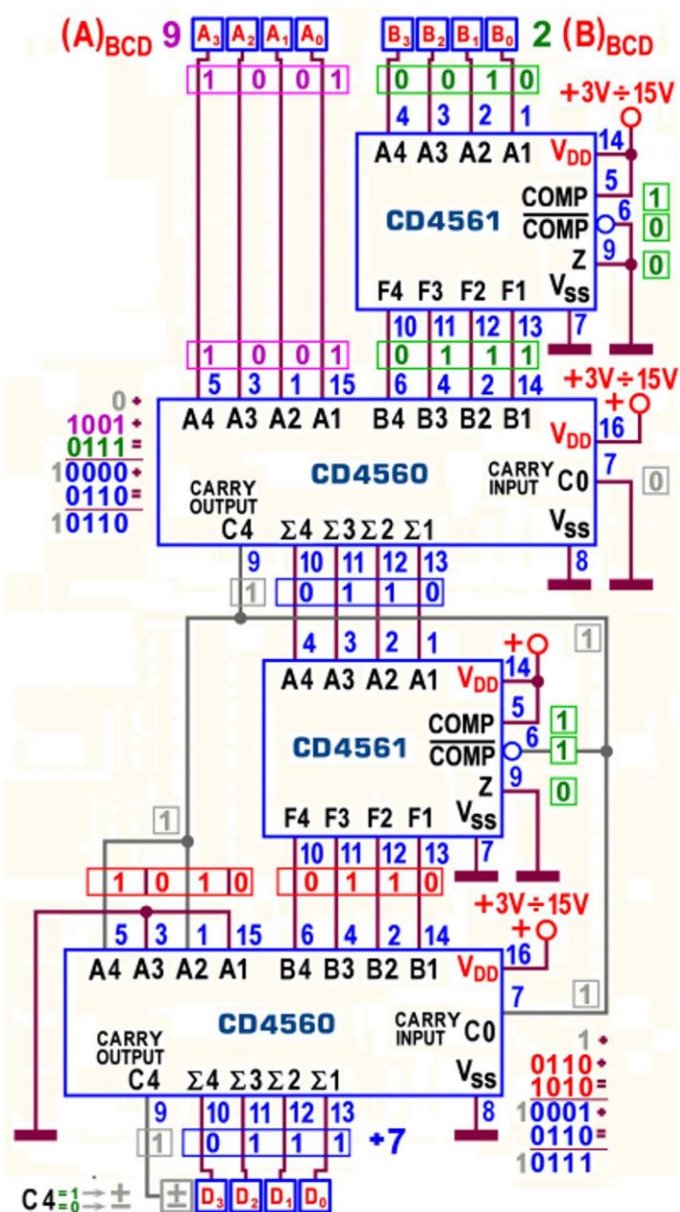 (A)BCD 9 A3 A2 A1 A0 B3 B2 B1 B0 2 (B)BCD
1 0 0 1 0 0 1 0
+3V÷15V
4 3 2 1
14
A4 A3 A2 A1 VDD
5
COMP 1
6
CD4561 COMP 0
9
Z 0
F4 F3 F2 F1 VSS
10 11 12 13 7
1 0 0 1 0 1 1 1
+3V÷15V
5 3 1 15 6 4 2 14
0 +
1001+
0111=
10000+
0110=
10110
A4 A3 A2 A1 B4 B3 B2 B1 +
16
VDD
7
CD4560 CARRY INPUT C0 0
CARRY OUTPUT
C4 Σ4 Σ3 Σ2 Σ1 VSS
9 10 11 12 13 8
1 0 1 1 0
1
4 3 2 1 +
14
A4 A3 A2 A1 VDD
5
COMP 1
6
CD4561 COMP 1
9
Z 0
F4 F3 F2 F1 VSS
1
10 11 12 13 7
1 0 1 0 0 1 1 0
+3V÷15V
+
5 3 1 15 6 4 2 14
16
A4 A3 A2 A1 B4 B3 B2 B1 VDD
7
1
CD4560 CARRY INPUT C0
CARRY OUTPUT
C4 Σ4 Σ3 Σ2 Σ1 VSS
1 +
0110+
1010=
10001+
0110=
10111
9 10 11 12 13 8
1 0 1 1 1 +7
C4=1→+
=0→−
± D3 D2 D1 D0